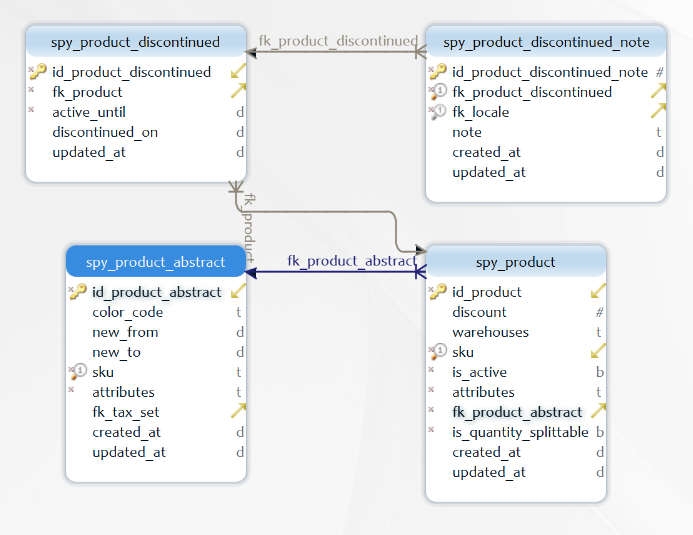 spy_product_discontinued
id_product_discontinued
fk_product
active_until d
discontinued_on d
updated_at d
fk_product_discontinued
spy_product_discontinued_note
id_product_discontinued_note #
fk_product_discontinued
fk_locale
note t
created_at d
updated_at d
fk_product
spy_product_abstract
id_product_abstract
color_code t
new_from d
new_to d
sku t
attributes t
fk_tax_set
created_at d
updated_at d
fk_product_abstract
spy_product
id_product
discount #
warehouses t
sku
is_active b
attributes t
fk_product_abstract
is_quantity_splittable b
created_at d
updated_at d